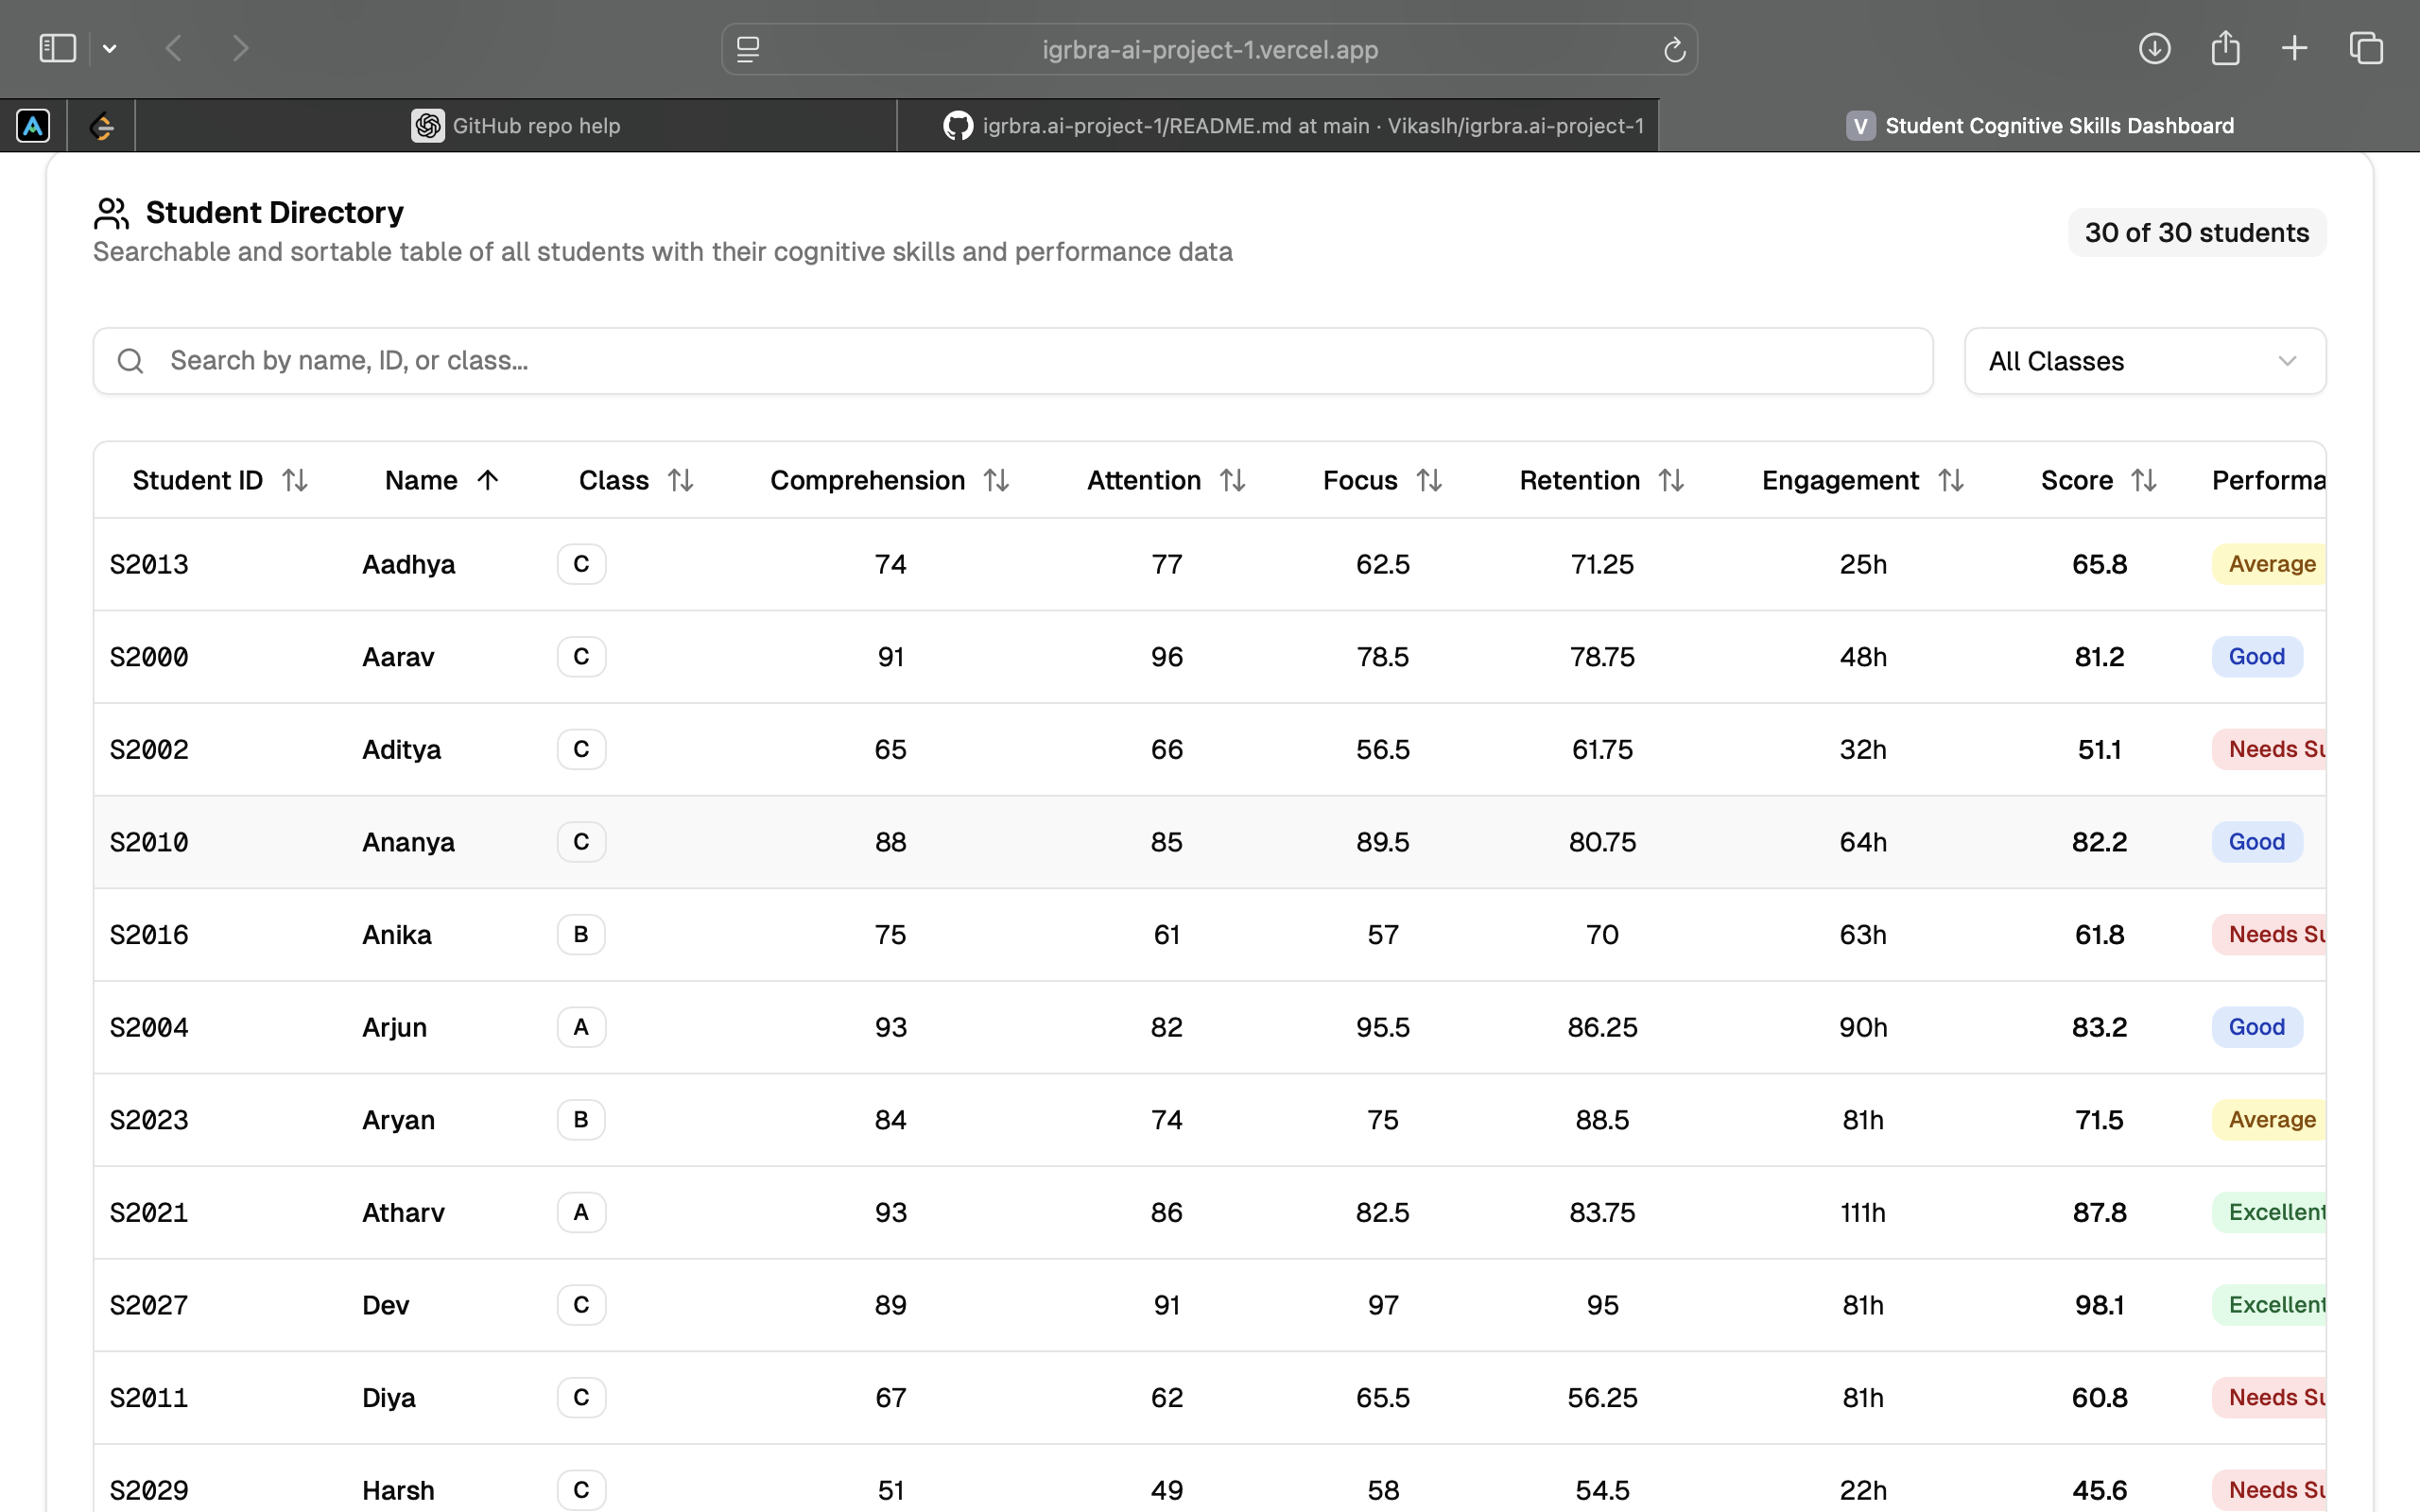 igrbra-ai-project-1.vercel.app
GitHub repo help
igrbra.ai-project-1/README.md at main · Vikaslh/igrbra.ai-project-1
V Student Cognitive Skills Dashboard
Student Directory
Searchable and sortable table of all students with their cognitive skills and performance data
30 of 30 students
Search by name, ID, or class...
All Classes
Student ID Name Class Comprehension Attention Focus Retention Engagement Score Performa
S2013 Aadhya C 74 77 62.5 71.25 25h 65.8 Average
S2000 Aarav C 91 96 78.5 78.75 48h 81.2 Good
S2002 Aditya C 65 66 56.5 61.75 32h 51.1 Needs Su
S2010 Ananya C 88 85 89.5 80.75 64h 82.2 Good
S2016 Anika B 75 61 57 70 63h 61.8 Needs Su
S2004 Arjun A 93 82 95.5 86.25 90h 83.2 Good
S2023 Aryan B 84 74 75 88.5 81h 71.5 Average
S2021 Atharv A 93 86 82.5 83.75 111h 87.8 Excellent
S2027 Dev C 89 91 97 95 81h 98.1 Excellent
S2011 Diya C 67 62 65.5 56.25 81h 60.8 Needs Su
S2029 Harsh C 51 49 58 54.5 22h 45.6 Needs Su